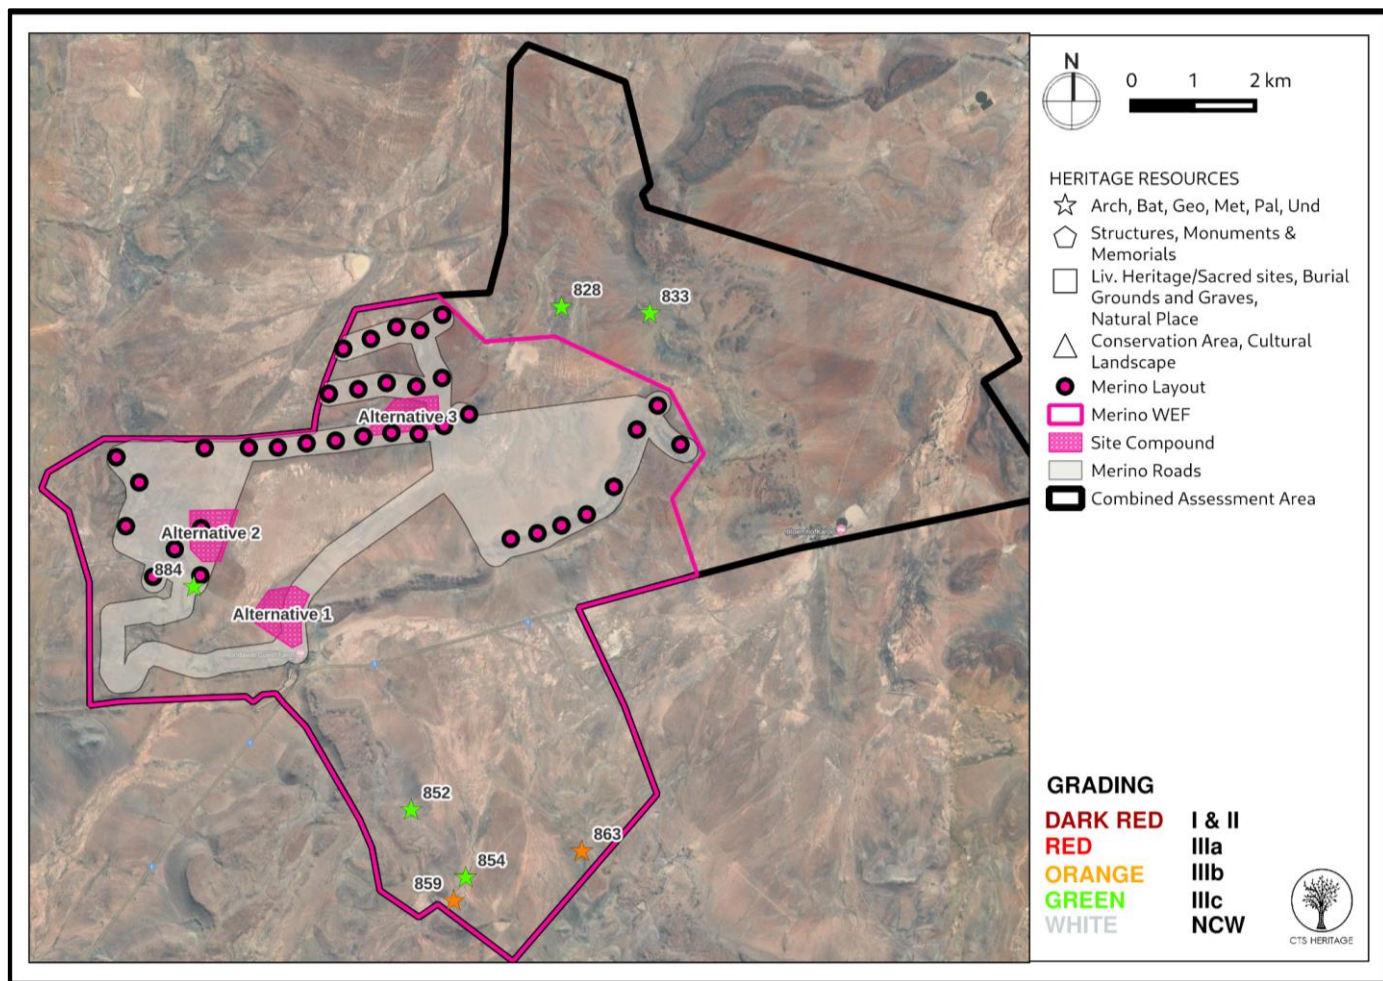 828
833
Alternative 3
Alternative 2
884
Alternative 1
852
863
854
859
N
0 1 2 km
HERITAGE RESOURCES
Arch, Bat, Geo, Met, Pal, Und
Structures, Monuments &
Memorials
Liv. Heritage/Sacred sites, Burial
Grounds and Graves,
Natural Place
Conservation Area, Cultural
Landscape
Merino Layout
Merino WEF
Site Compound
Merino Roads
Combined Assessment Area
GRADING
DARK RED I & II
RED IIIa
ORANGE IIIb
GREEN IIIc
WHITE NCW
CTS HERITAGE